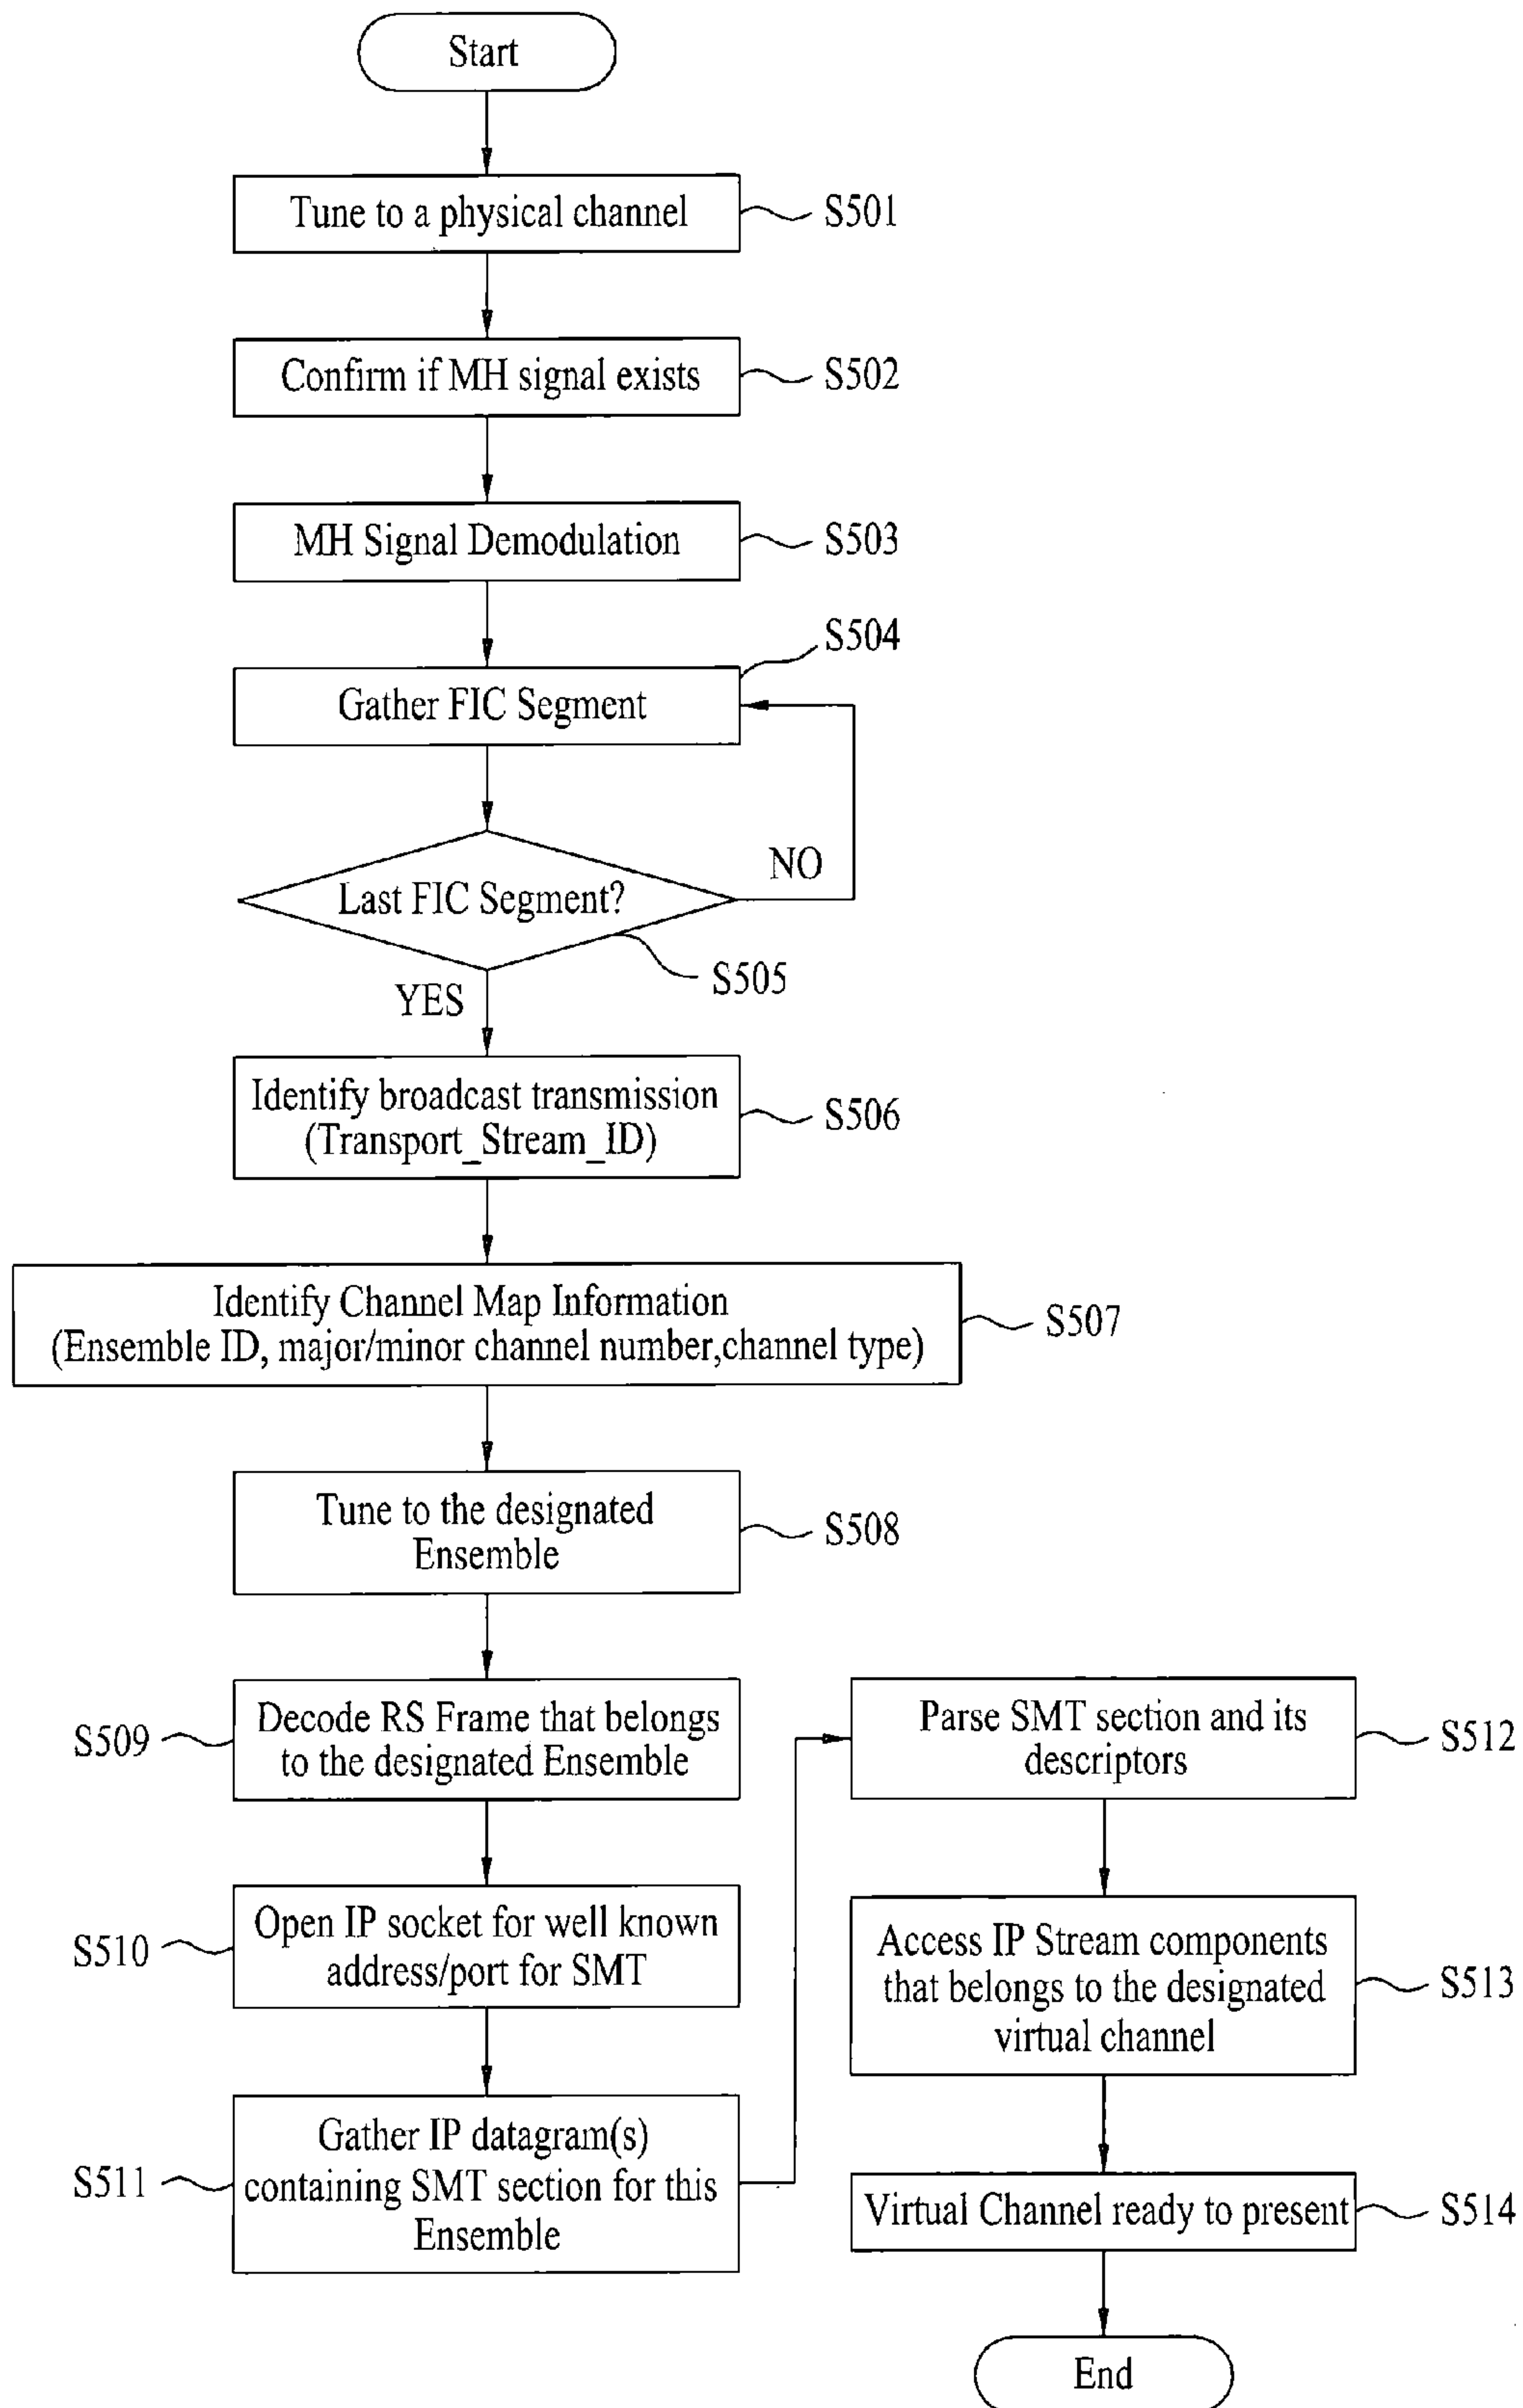 Start
Tune to a physical channel
S501
Confirm if MH signal exists
S502
MH Signal Demodulation
S503
S504
Gather FIC Segment
NO
Last FIC Segment?
S505
YES
Identify broadcast transmission
(Transport_Stream_ID)
S506
Identify Channel Map Information
(Ensemble ID, major/minor channel number,channel type)
S507
Tune to the designated
Ensemble
S508
S509
Decode RS Frame that belongs
to the designated Ensemble
S510
Open IP socket for well known
address/port for SMT
S511
Gather IP datagram(s)
containing SMT section for this
Ensemble
Parse SMT section and its
descriptors
S512
Access IP Stream components
that belongs to the designated
virtual channel
S513
Virtual Channel ready to present
S514
End